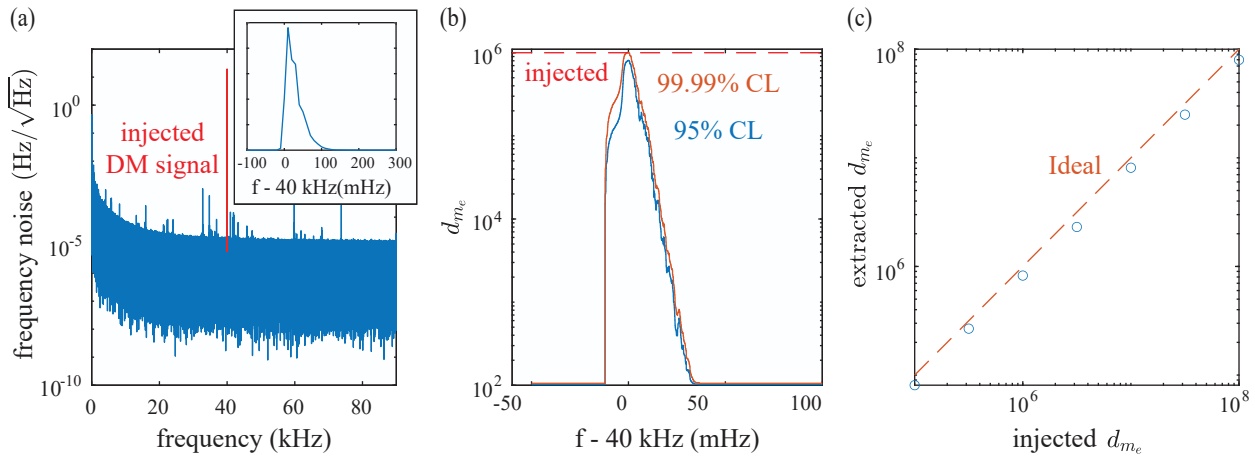 (a)
frequency noise (Hz/√Hz)
10^0
10^-5
10^-10
0
20
40
60
80
frequency (kHz)
injected
DM signal
-100
0
100
200
300
f - 40 kHz(mHz)
(b)
d_{m_e}
10^6
10^4
10^2
injected
99.99% CL
95% CL
-50
0
50
100
f - 40 kHz (mHz)
(c)
extracted d_{m_e}
10^8
10^6
Ideal
10^6
10^8
injected d_{m_e}